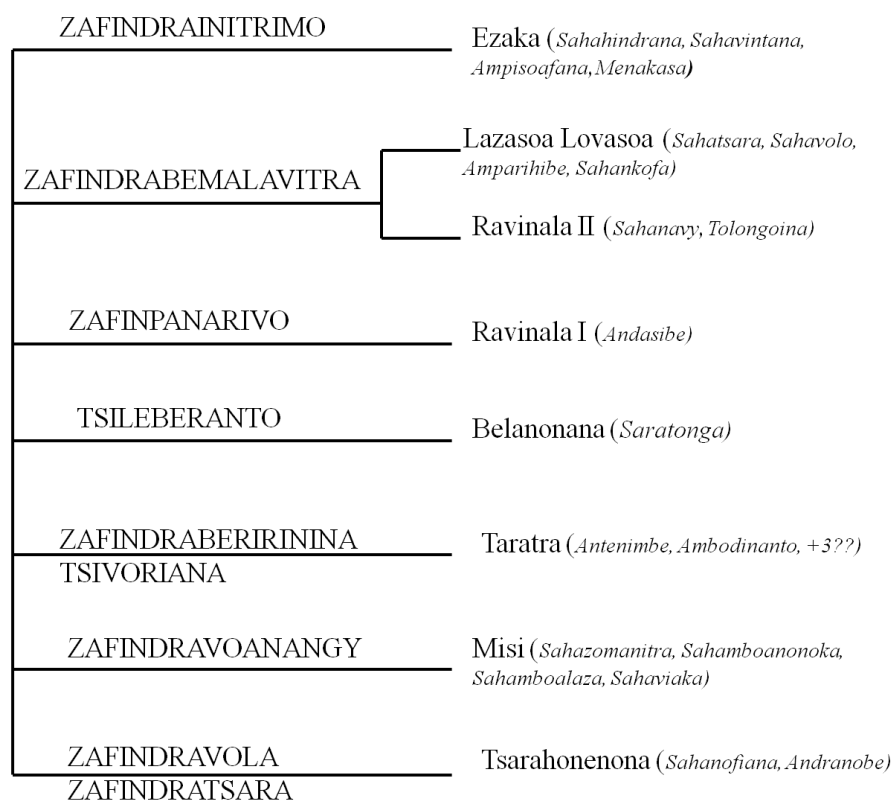 ZAFINDRAINITRIMO
Ezaka (Sahahindrana, Sahavintana,
Ampisoafana, Menakasa)
Lazasoa Lovasoa (Sahatsara, Sahavolo,
Amparihibe, Sahankofa)
ZAFINDRABEMALAVITRA
Ravinala II (Sahanavy, Tolongoina)
ZAFINPANARIVO
Ravinala I (Andasibe)
TSILEBERANTO
Belanonana (Saratonga)
ZAFINDRABERIRININA
TSIVORIANA
Taratra (Antenimbe, Ambodinanto, +3??)
ZAFINDRAVOANANGY
Misi (Sahazomanitra, Sahamboanonoka,
Sahamboalaza, Sahaviaka)
ZAFINDRAVOLA
ZAFINDRATSARA
Tsarahonenona (Sahanofiana, Andranobe)